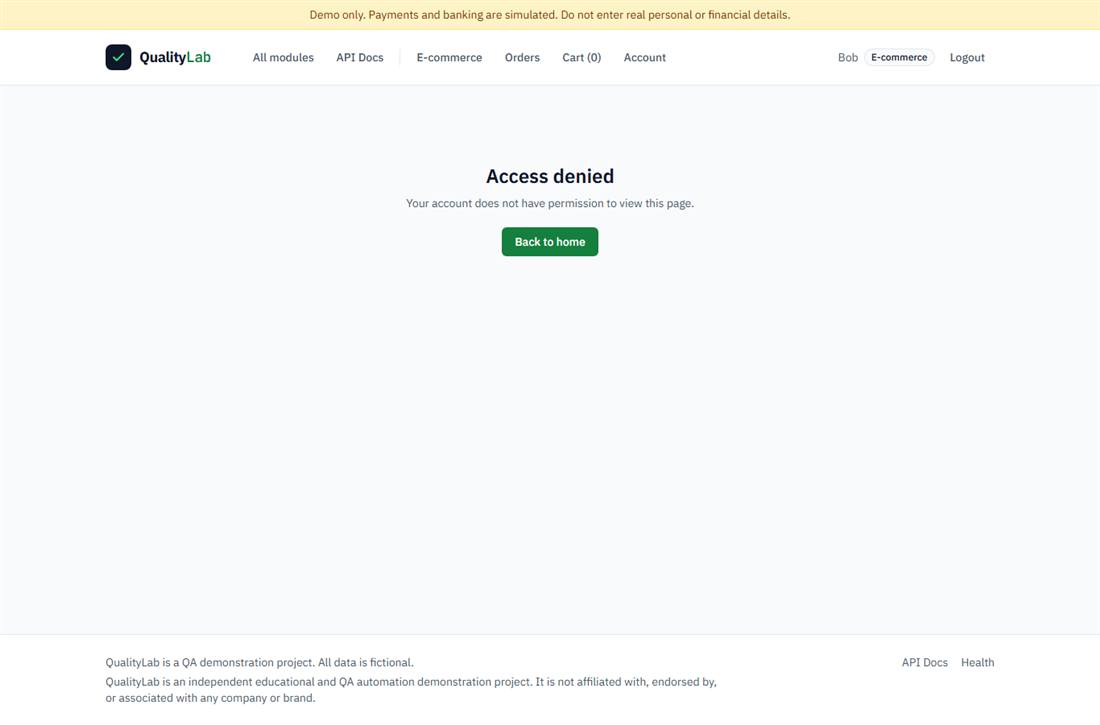 Demo only. Payments and banking are simulated. Do not enter real personal or financial details.
QualityLab All modules API Docs E-commerce Orders Cart (0) Account Bob E-commerce Logout
Access denied
Your account does not have permission to view this page.
Back to home
QualityLab is a QA demonstration project. All data is fictional. API Docs Health
QualityLab is an independent educational and QA automation demonstration project. It is not affiliated with, endorsed by,
or associated with any company or brand.